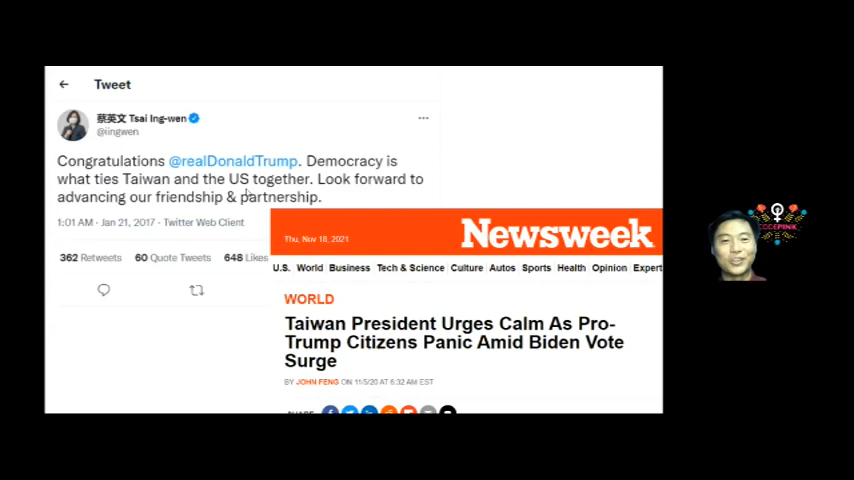 Tweet
蔡英文 Tsai Ing-wen
@iingwen
Congratulations @realDonaldTrump. Democracy is
what ties Taiwan and the US together. Look forward to
advancing our friendship & partnership.
1:01 AM · Jan 21, 2017 · Twitter Web Client
362 Retweets 60 Quote Tweets 648 Likes
Thu, Nov 18, 2021
Newsweek
U.S. World Business Tech & Science Culture Autos Sports Health Opinion Expert
WORLD
Taiwan President Urges Calm As Pro-
Trump Citizens Panic Amid Biden Vote
Surge
BY JOHN FENG ON 11/5/20 AT 6:32 AM EST
SHARE
CODEPINK